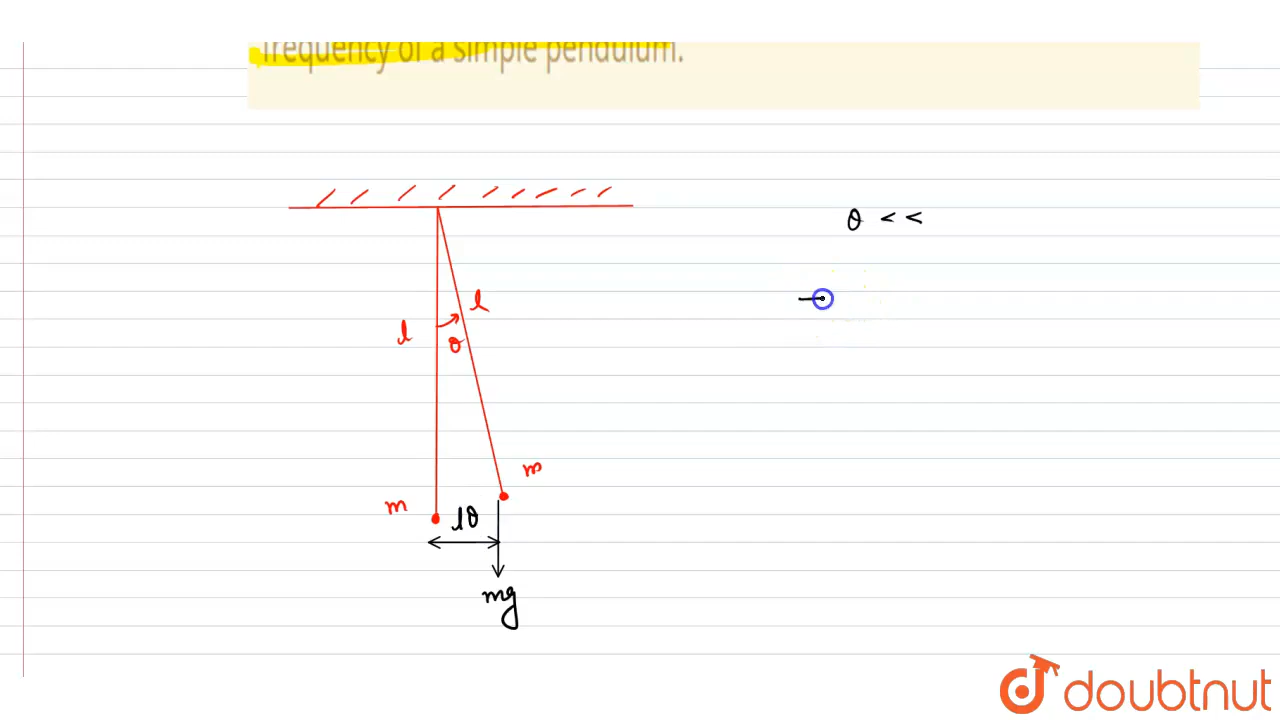 frequency of a simple pendulum.
θ < <
l
l
θ
m
m
lθ
mg
doubtnut